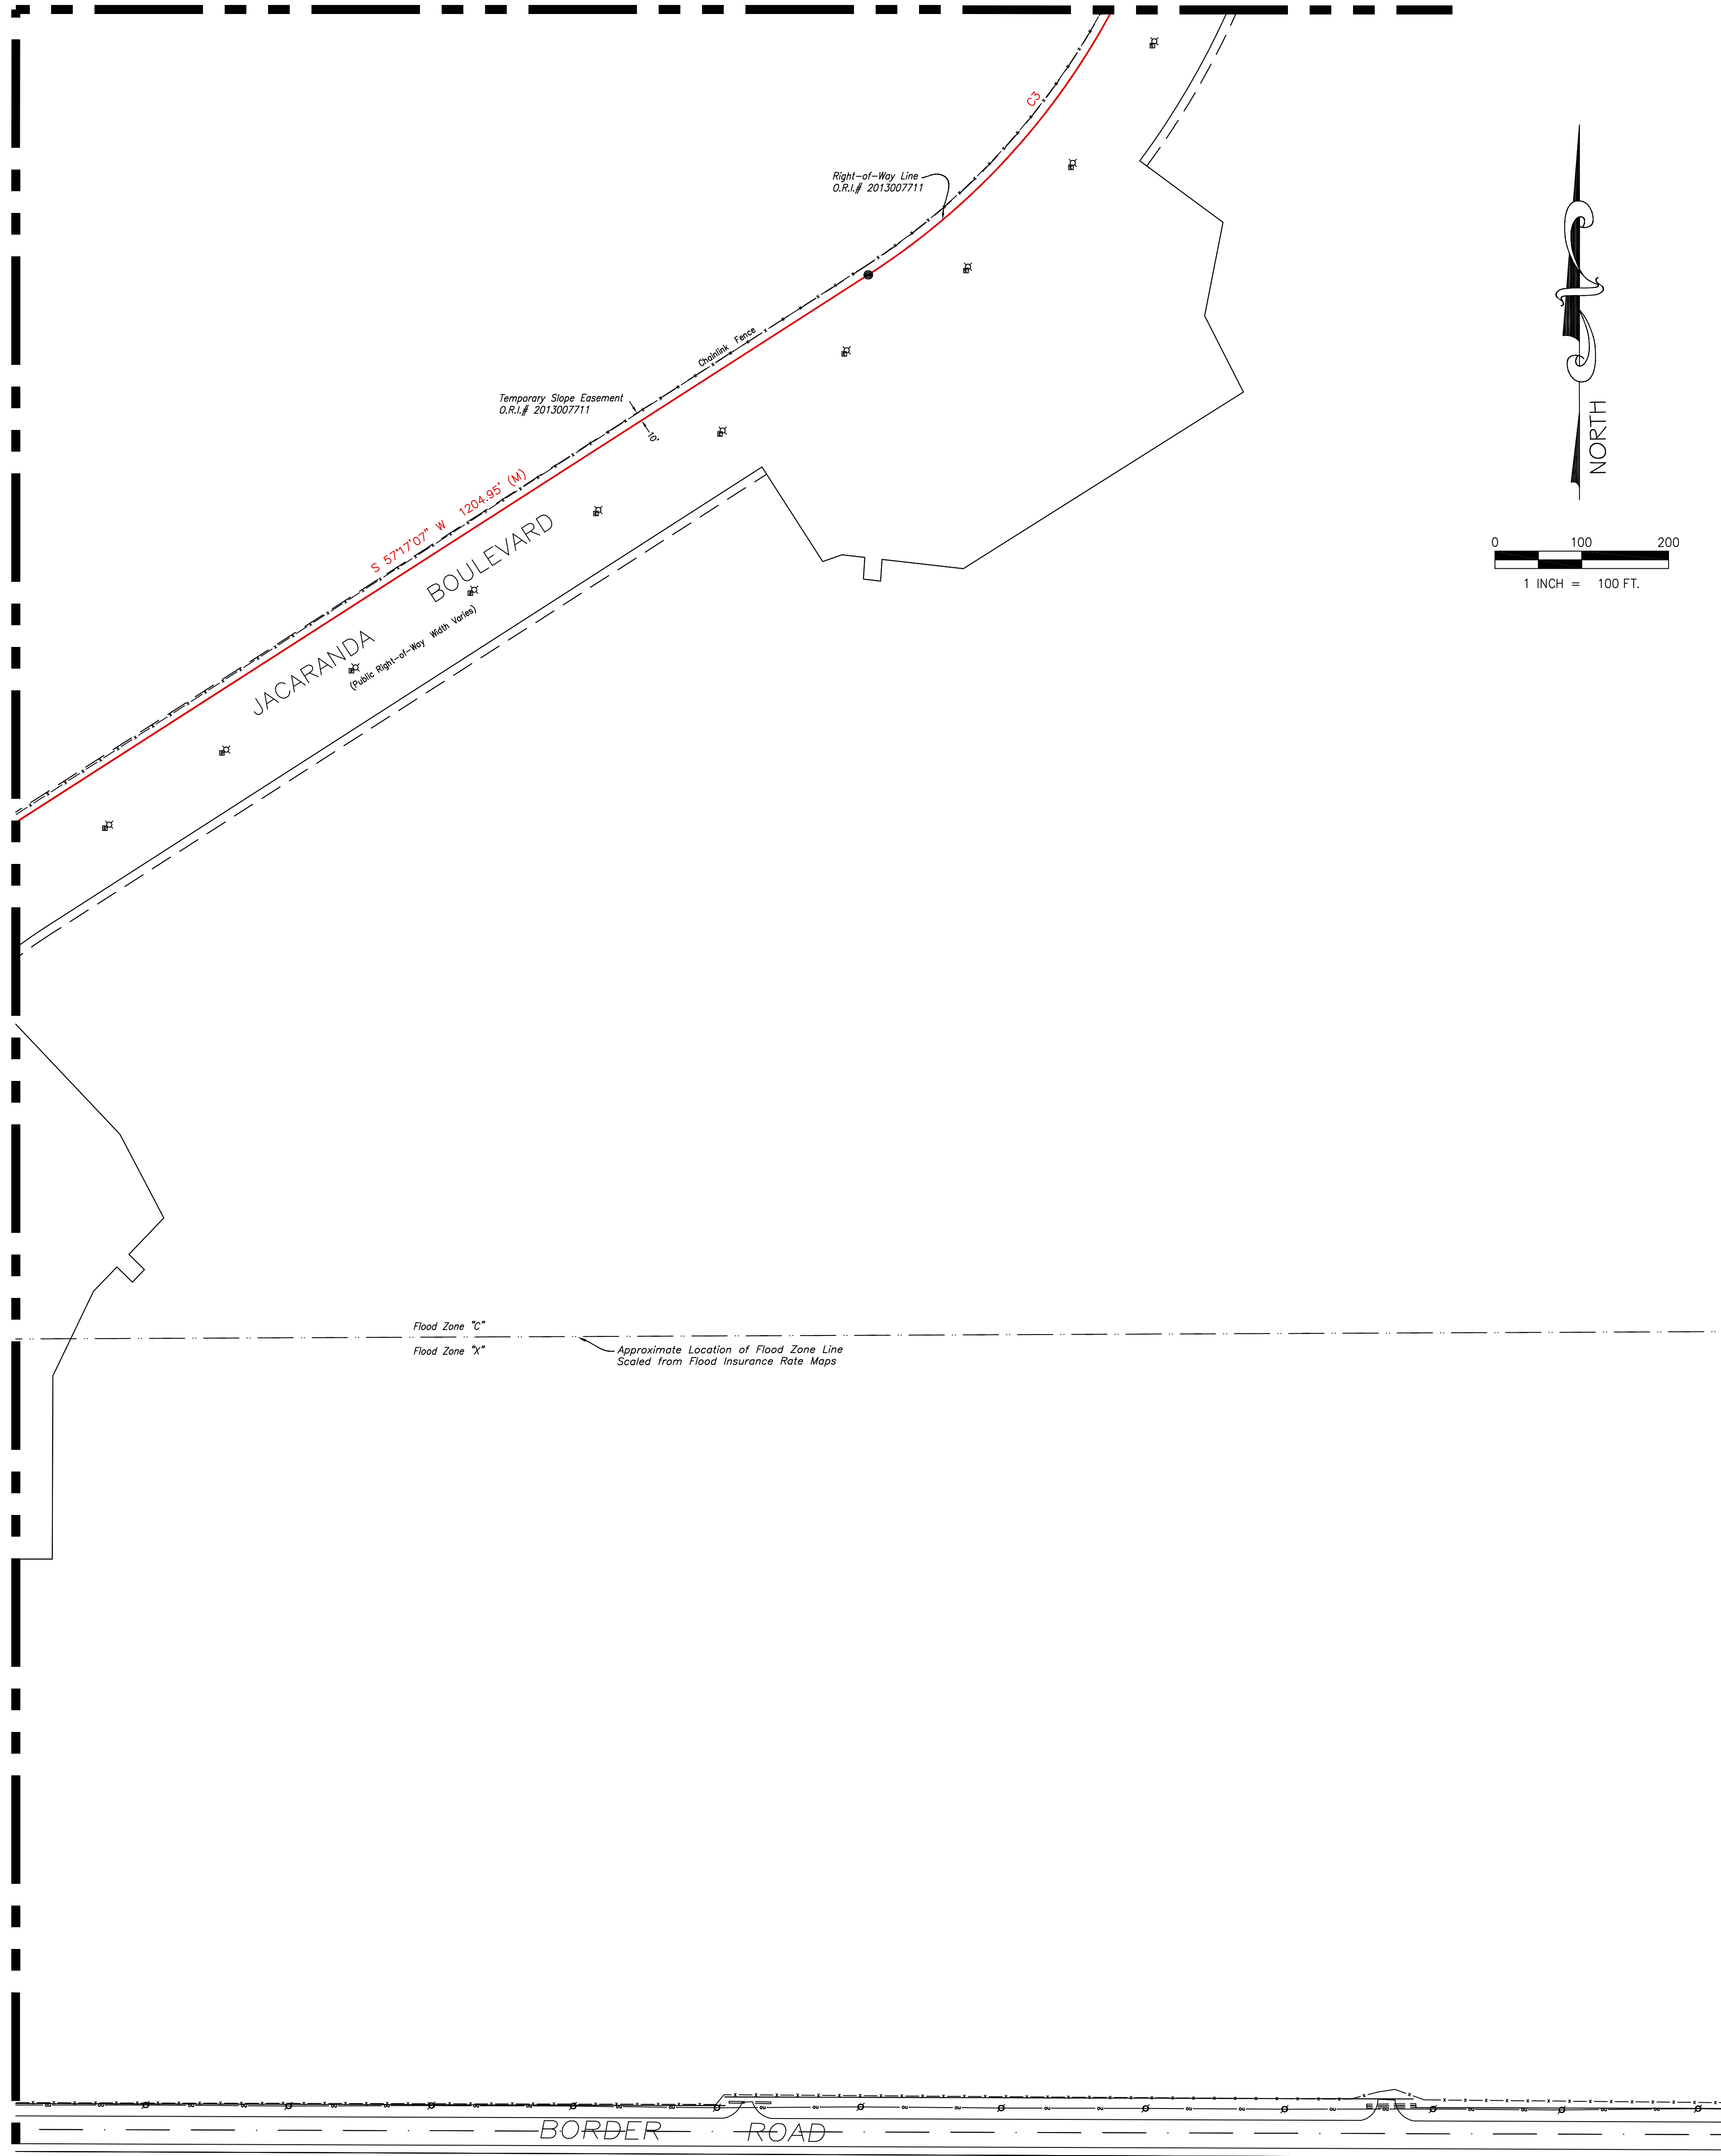 C3
Right-of-Way Line
O.R.I.# 2013007711
Chainlink Fence
Temporary Slope Easement
O.R.I.# 2013007711
10'
NORTH
S 57°17'07" W 1204.95' (M)
JACARANDA BOULEVARD
(Public Right-of-Way Width Varies)
0 100 200
1 INCH = 100 FT.
Flood Zone "C"
Flood Zone "X"
Approximate Location of Flood Zone Line
Scaled from Flood Insurance Rate Maps
BORDER ROAD